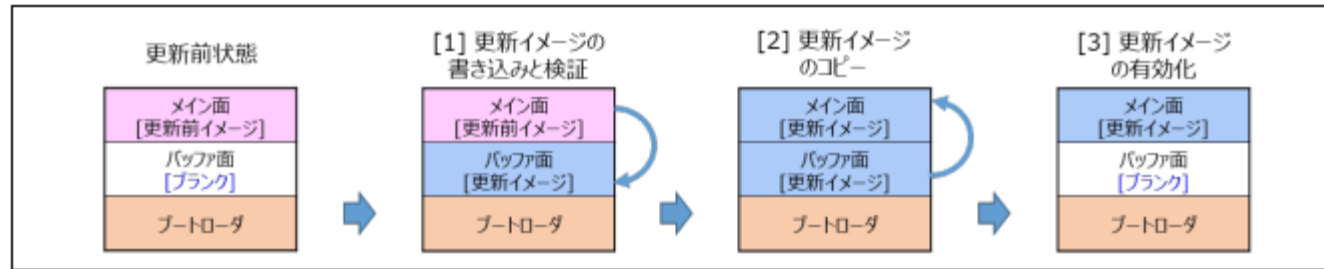 更新前状態
メイン面
[更新前イメージ]
バッファ面
[ブランク]
ブートローダ
[1] 更新イメージの
書き込みと検証
メイン面
[更新前イメージ]
バッファ面
[更新イメージ]
ブートローダ
[2] 更新イメージ
のコピー
メイン面
[更新イメージ]
バッファ面
[更新イメージ]
ブートローダ
[3] 更新イメージ
の有効化
メイン面
[更新イメージ]
バッファ面
[ブランク]
ブートローダ